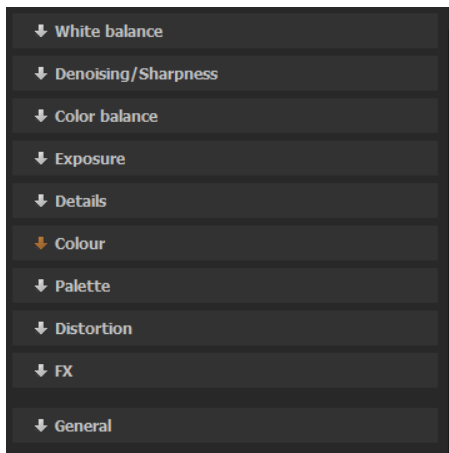 White balance
Denoising/Sharpness
Color balance
Exposure
Details
Colour
Palette
Distortion
FX
General